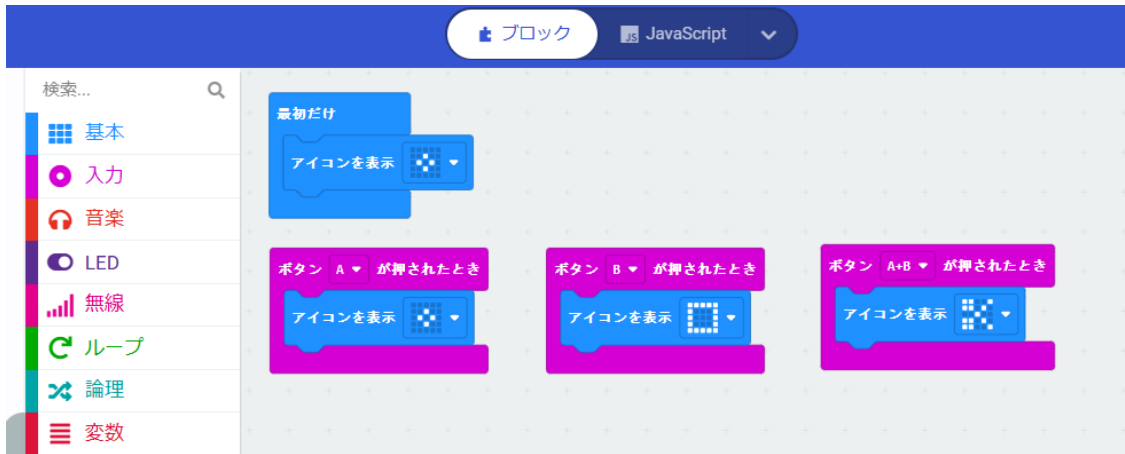 ブロック
JS JavaScript
検索...
基本
入力
音楽
LED
無線
ループ
論理
変数
最初だけ
アイコンを表示
ボタン A が押されたとき
アイコンを表示
ボタン B が押されたとき
アイコンを表示
ボタン A+B が押されたとき
アイコンを表示